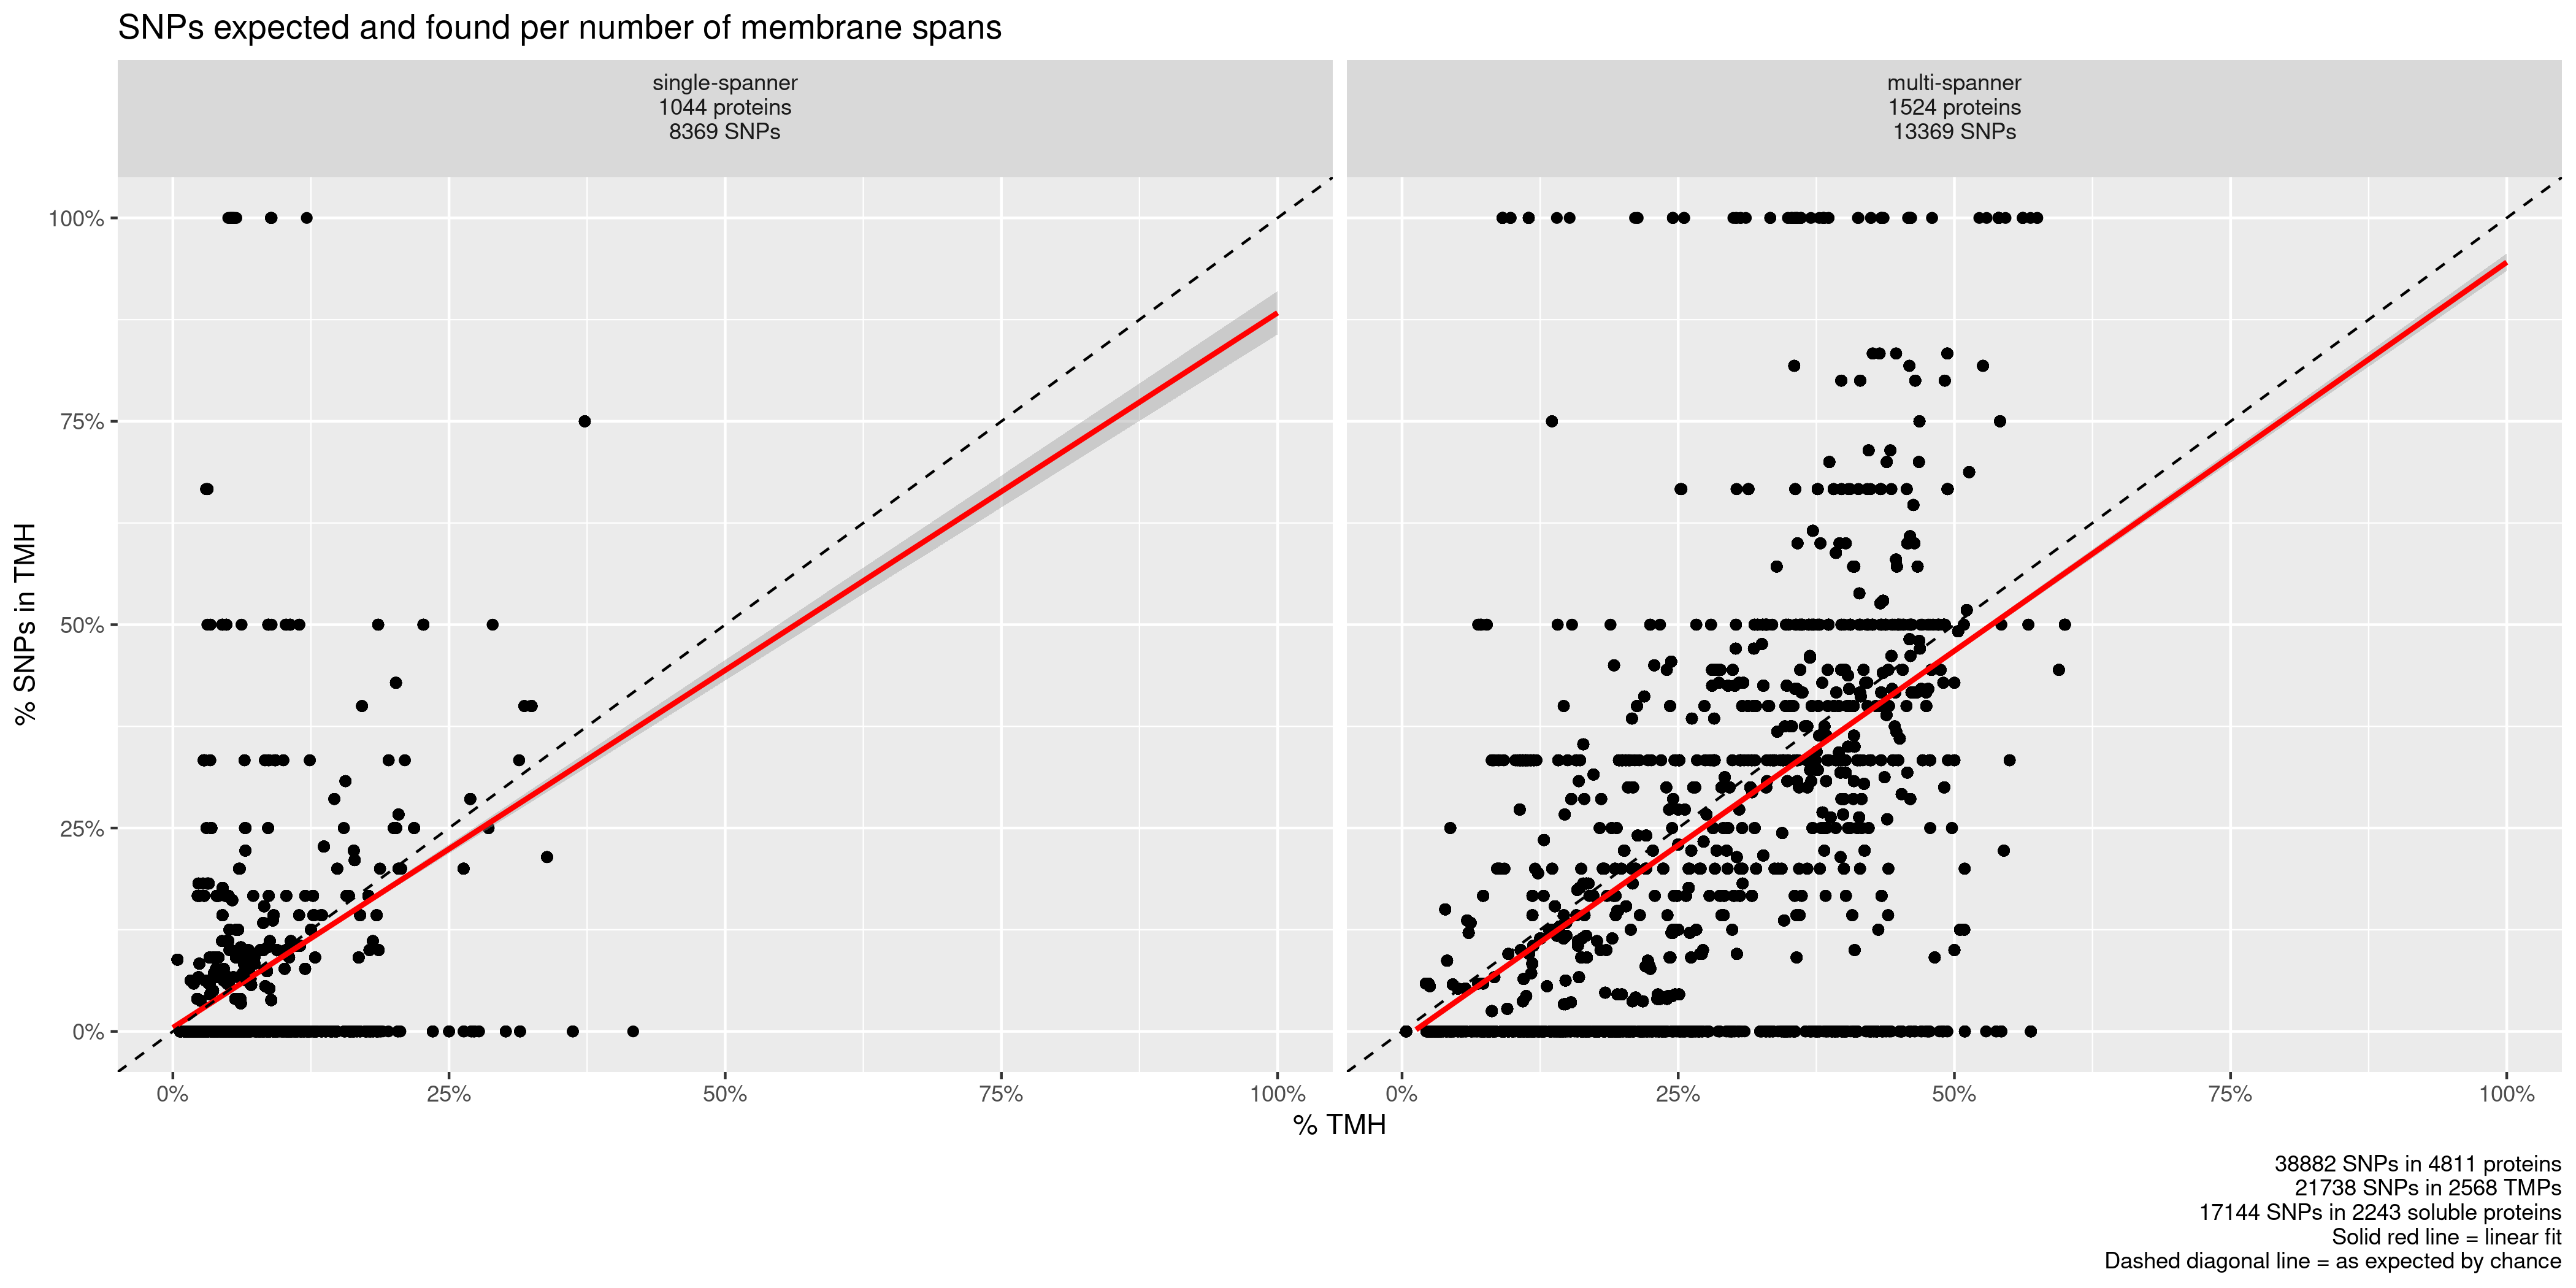 SNPs expected and found per number of membrane spans
single-spanner
1044 proteins
8369 SNPs
multi-spanner
1524 proteins
13369 SNPs
% SNPs in TMH
100%
75%
50%
25%
0%
0%
25%
50%
75%
100%
0%
25%
50%
75%
100%
% TMH
38882 SNPs in 4811 proteins
21738 SNPs in 2568 TMPs
17144 SNPs in 2243 soluble proteins
Solid red line = linear fit
Dashed diagonal line = as expected by chance